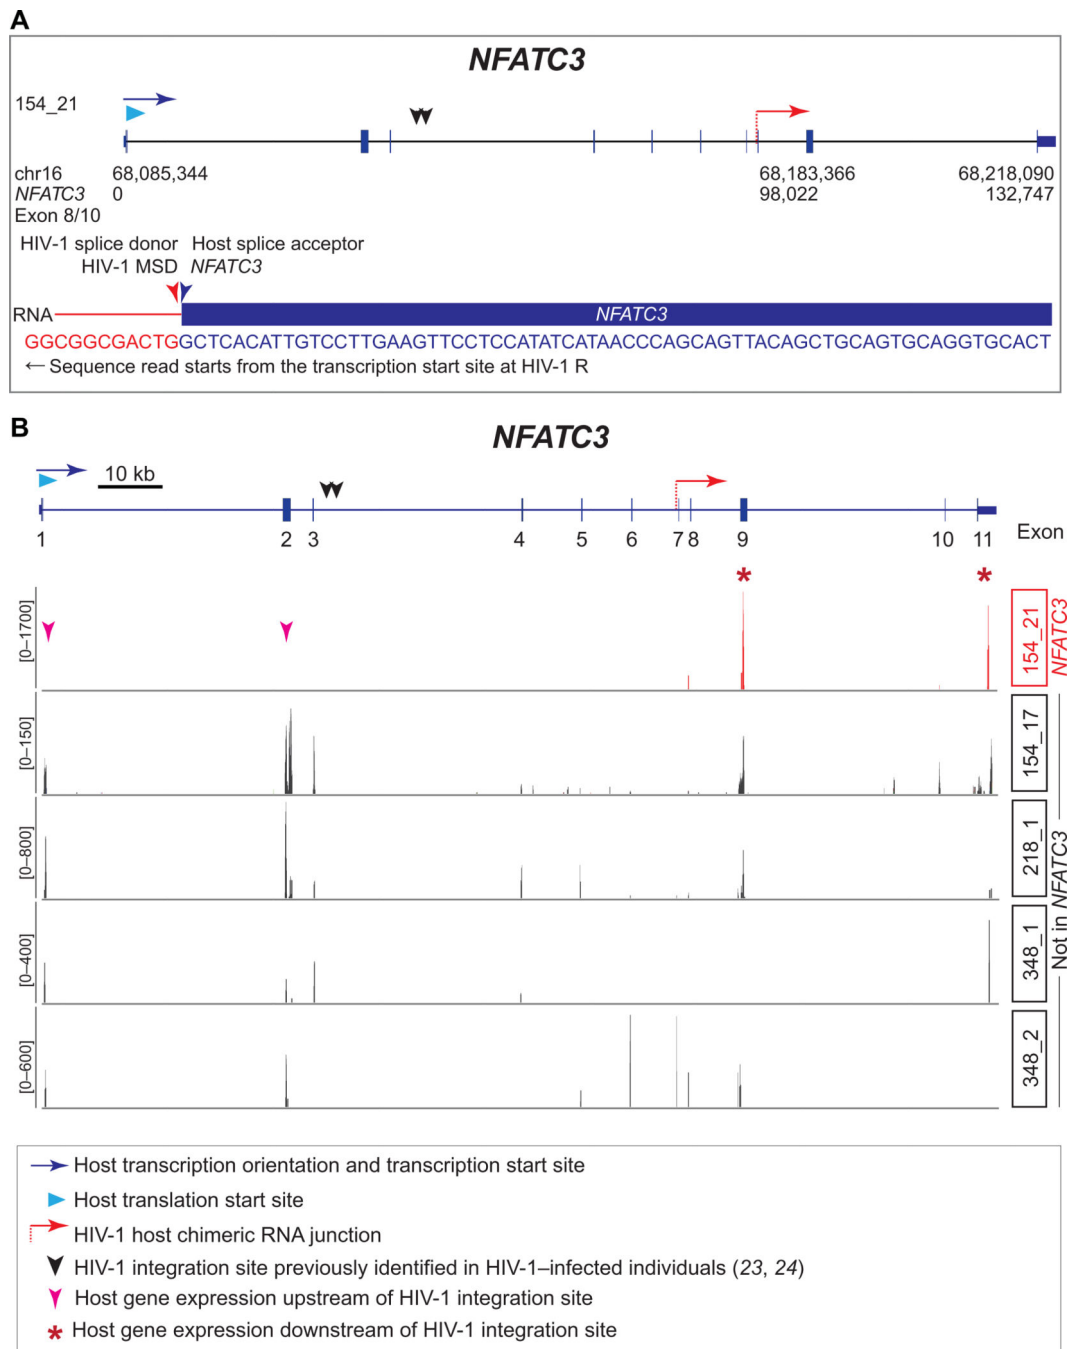 A
NFATC3
154_21
chr16 68,085,344 68,183,366 68,218,090
NFATC3 0 98,022 132,747
Exon 8/10
HIV-1 splice donor Host splice acceptor
HIV-1 MSD NFATC3
RNA NFATC3
GGCGGCGACTGGCTCACATTGTCCTTGAAGTTCCTCCATATCATAACCCAGCAGTTACAGCTGCAGTGCAGGTGCACT
← Sequence read starts from the transcription start site at HIV-1 R
B
NFATC3
10 kb
1 2 3 4 5 6 7 8 9 10 11 Exon
* *
[0–1700] 154_21 NFATC3
[0–150] 154_17
[0–800] 218_1
[0–400] 348_1
[0–600] 348_2
Not in NFATC3
Host transcription orientation and transcription start site
Host translation start site
HIV-1 host chimeric RNA junction
HIV-1 integration site previously identified in HIV-1–infected individuals (23, 24)
Host gene expression upstream of HIV-1 integration site
* Host gene expression downstream of HIV-1 integration site